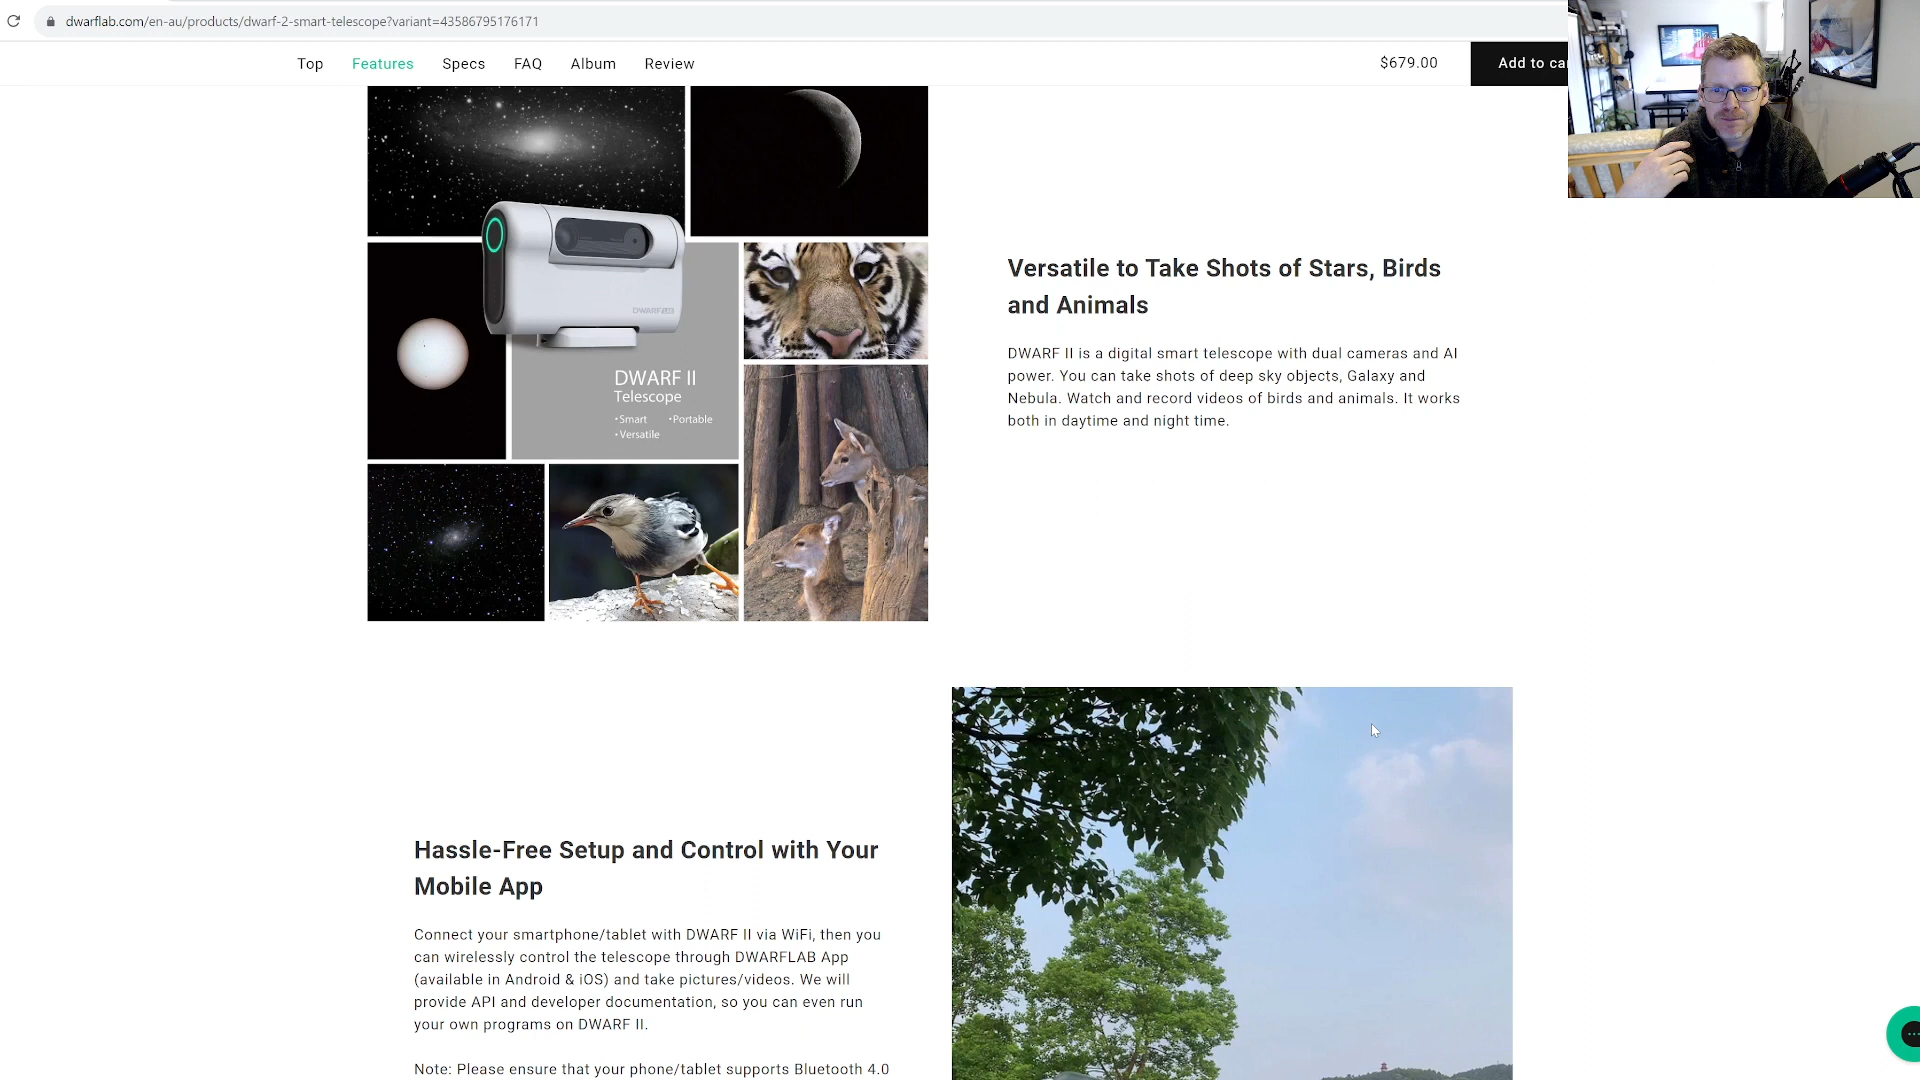 dwarflab.com/en-au/products/dwarf-2-smart-telescope?variant=43586795176171
Top Features Specs FAQ Album Review $679.00 Add to ca
DWARFLAB
DWARF II
Telescope
•Smart •Portable
•Versatile
Versatile to Take Shots of Stars, Birds
and Animals
DWARF II is a digital smart telescope with dual cameras and AI
power. You can take shots of deep sky objects, Galaxy and
Nebula. Watch and record videos of birds and animals. It works
both in daytime and night time.
Hassle-Free Setup and Control with Your
Mobile App
Connect your smartphone/tablet with DWARF II via WiFi, then you
can wirelessly control the telescope through DWARFLAB App
(available in Android & iOS) and take pictures/videos. We will
provide API and developer documentation, so you can even run
your own programs on DWARF II.
Note: Please ensure that your phone/tablet supports Bluetooth 4.0